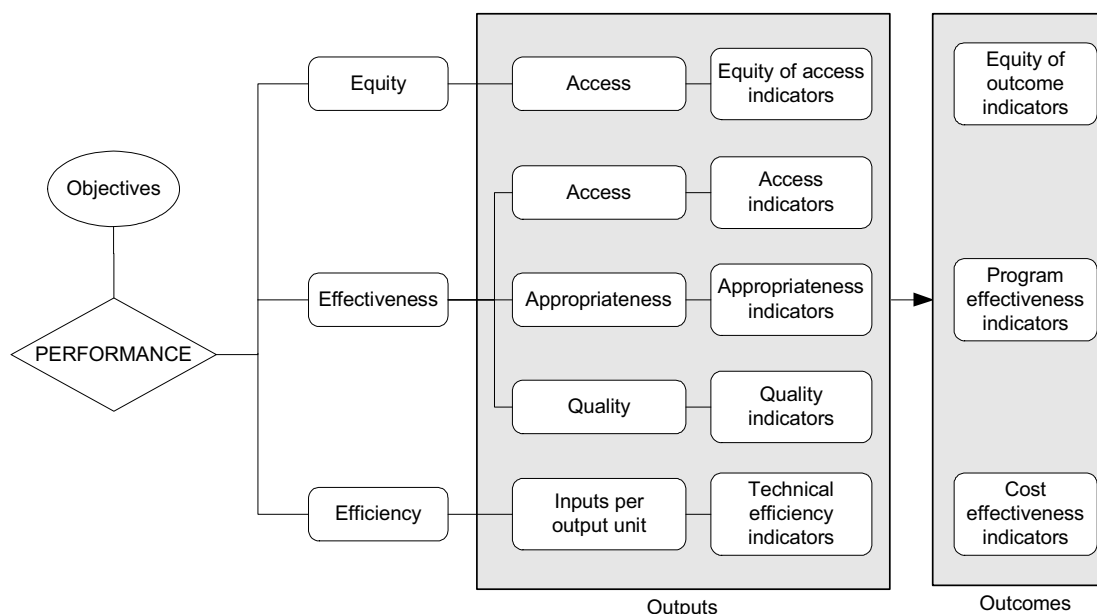 Objectives
PERFORMANCE
Equity
Effectiveness
Efficiency
Access
Equity of access
indicators
Access
Access
indicators
Appropriateness
Appropriateness
indicators
Quality
Quality
indicators
Inputs per
output unit
Technical
efficiency
indicators
Outputs
Equity of
outcome
indicators
Program
effectiveness
indicators
Cost
effectiveness
indicators
Outcomes